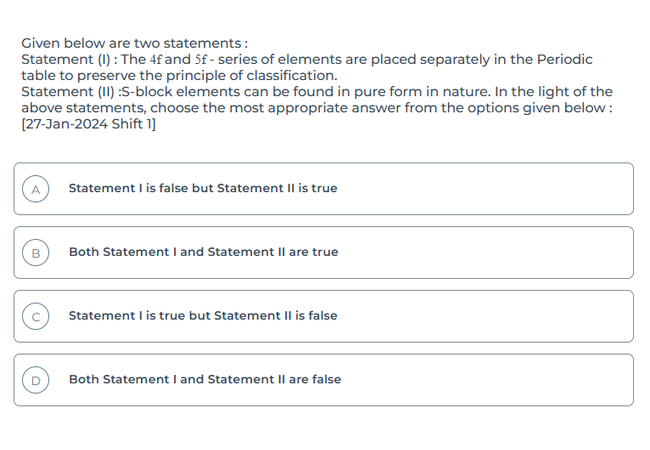 Given below are two statements :
Statement (I) : The 4f and 5f - series of elements are placed separately in the Periodic
table to preserve the principle of classification.
Statement (II) :S-block elements can be found in pure form in nature. In the light of the
above statements, choose the most appropriate answer from the options given below :
[27-Jan-2024 Shift 1]
A Statement I is false but Statement II is true
B Both Statement I and Statement II are true
C Statement I is true but Statement II is false
D Both Statement I and Statement II are false